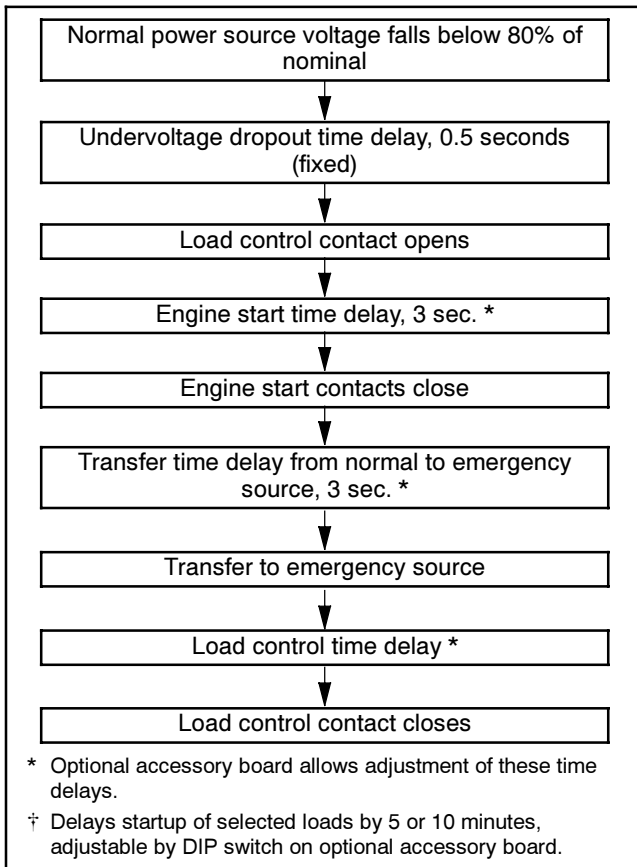 Normal power source voltage falls below 80% of
nominal
Undervoltage dropout time delay, 0.5 seconds
(fixed)
Load control contact opens
Engine start time delay, 3 sec. *
Engine start contacts close
Transfer time delay from normal to emergency
source, 3 sec. *
Transfer to emergency source
Load control time delay *
Load control contact closes
* Optional accessory board allows adjustment of these time
delays.
† Delays startup of selected loads by 5 or 10 minutes,
adjustable by DIP switch on optional accessory board.